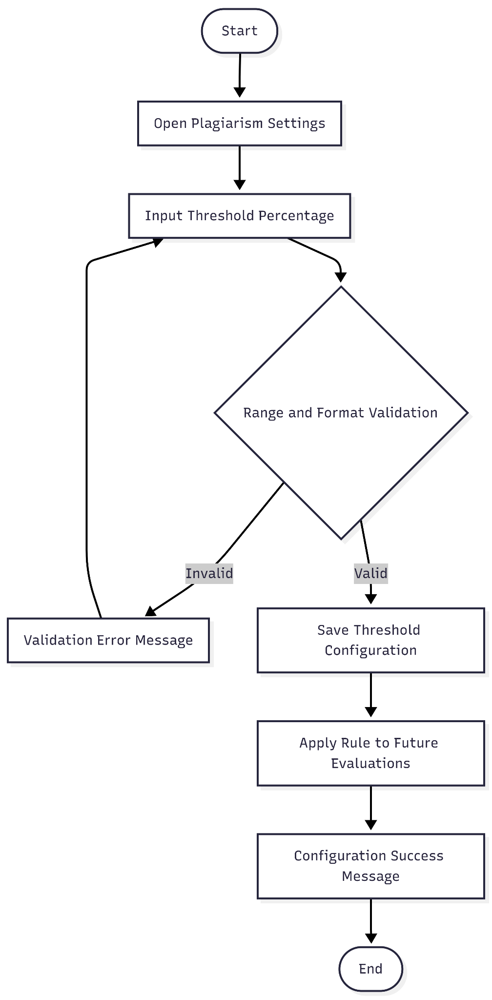 Start
Open Plagiarism Settings
Input Threshold Percentage
Range and Format Validation
Invalid
Valid
Validation Error Message
Save Threshold
Configuration
Apply Rule to Future
Evaluations
Configuration Success
Message
End